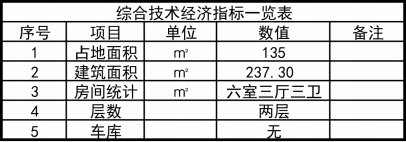 综合技术经济指标一览表
序号 项目 单位 数值 备注
1 占地面积 ㎡ 135
2 建筑面积 ㎡ 237.30
3 房间统计 ㎡ 六室三厅三卫
4 层数 两层
5 车库 无